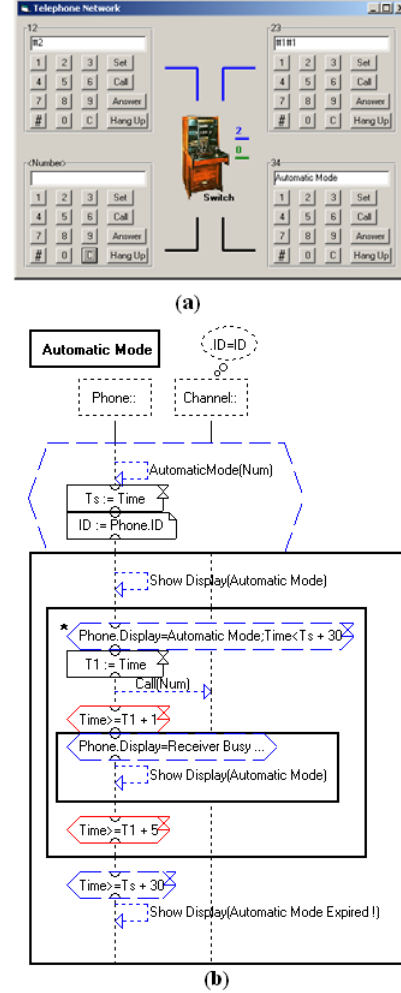 Telephone Network
12
#2
1 2 3 Set
4 5 6 Call
7 8 9 Answer
# 0 C Hang Up
23
#1#1
1 2 3 Set
4 5 6 Call
7 8 9 Answer
# 0 C Hang Up
2
0
Switch
<Number>
1 2 3 Set
4 5 6 Call
7 8 9 Answer
# 0 C Hang Up
34
Automatic Mode
1 2 3 Set
4 5 6 Call
7 8 9 Answer
# 0 C Hang Up
(a)
Automatic Mode
.ID=ID
Phone::
Channel::
AutomaticMode(Num)
Ts := Time
ID := Phone.ID
Show Display(Automatic Mode)
*
Phone.Display=Automatic Mode;Time<Ts + 30
T1 := Time
Call(Num)
Time>=T1 + 1
Phone.Display=Receiver Busy ...
Show Display(Automatic Mode)
Time>=T1 + 5
Time>=Ts + 30
Show Display(Automatic Mode Expired !)
(b)